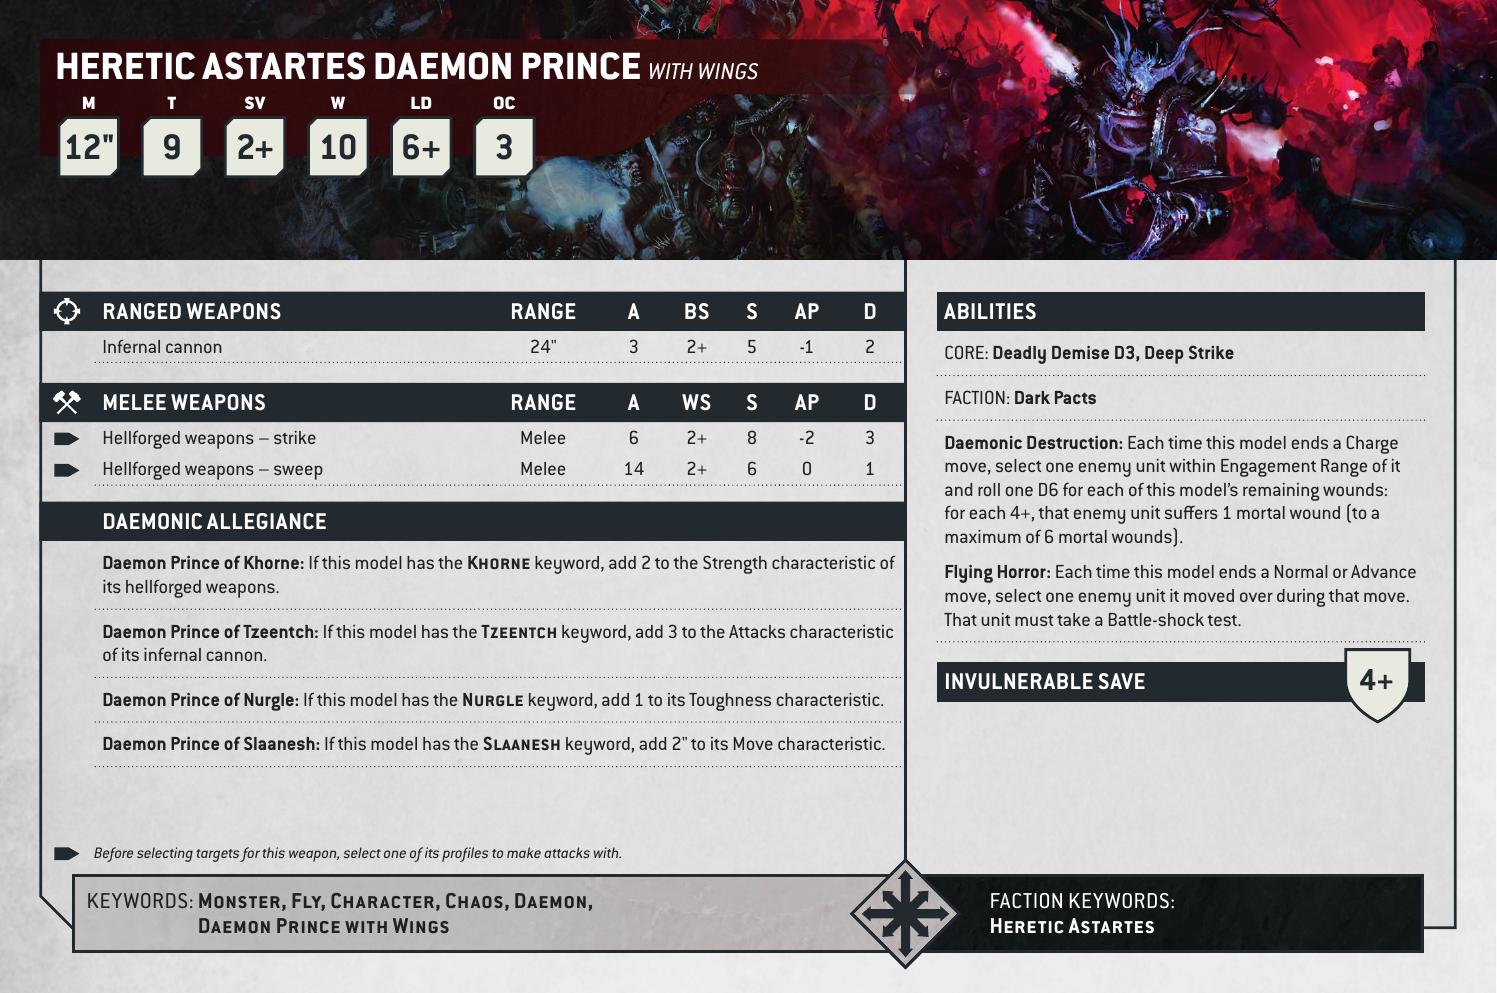 HERETIC ASTARTES DAEMON PRINCE WITH WINGS
M T SV W LD OC
12" 9 2+ 10 6+ 3
RANGED WEAPONS RANGE A BS S AP D
Infernal cannon 24" 3 2+ 5 -1 2
MELEE WEAPONS RANGE A WS S AP D
Hellforged weapons – strike Melee 6 2+ 8 -2 3
Hellforged weapons – sweep Melee 14 2+ 6 0 1
DAEMONIC ALLEGIANCE
Daemon Prince of Khorne: If this model has the KHORNE keyword, add 2 to the Strength characteristic of
its hellforged weapons.
Daemon Prince of Tzeentch: If this model has the TZEENTCH keyword, add 3 to the Attacks characteristic
of its infernal cannon.
Daemon Prince of Nurgle: If this model has the NURGLE keyword, add 1 to its Toughness characteristic.
Daemon Prince of Slaanesh: If this model has the SLAANESH keyword, add 2" to its Move characteristic.
Before selecting targets for this weapon, select one of its profiles to make attacks with.
ABILITIES
CORE: Deadly Demise D3, Deep Strike
FACTION: Dark Pacts
Daemonic Destruction: Each time this model ends a Charge
move, select one enemy unit within Engagement Range of it
and roll one D6 for each of this model's remaining wounds:
for each 4+, that enemy unit suffers 1 mortal wound (to a
maximum of 6 mortal wounds).
Flying Horror: Each time this model ends a Normal or Advance
move, select one enemy unit it moved over during that move.
That unit must take a Battle-shock test.
INVULNERABLE SAVE 4+
KEYWORDS: MONSTER, FLY, CHARACTER, CHAOS, DAEMON,
DAEMON PRINCE WITH WINGS
FACTION KEYWORDS:
HERETIC ASTARTES